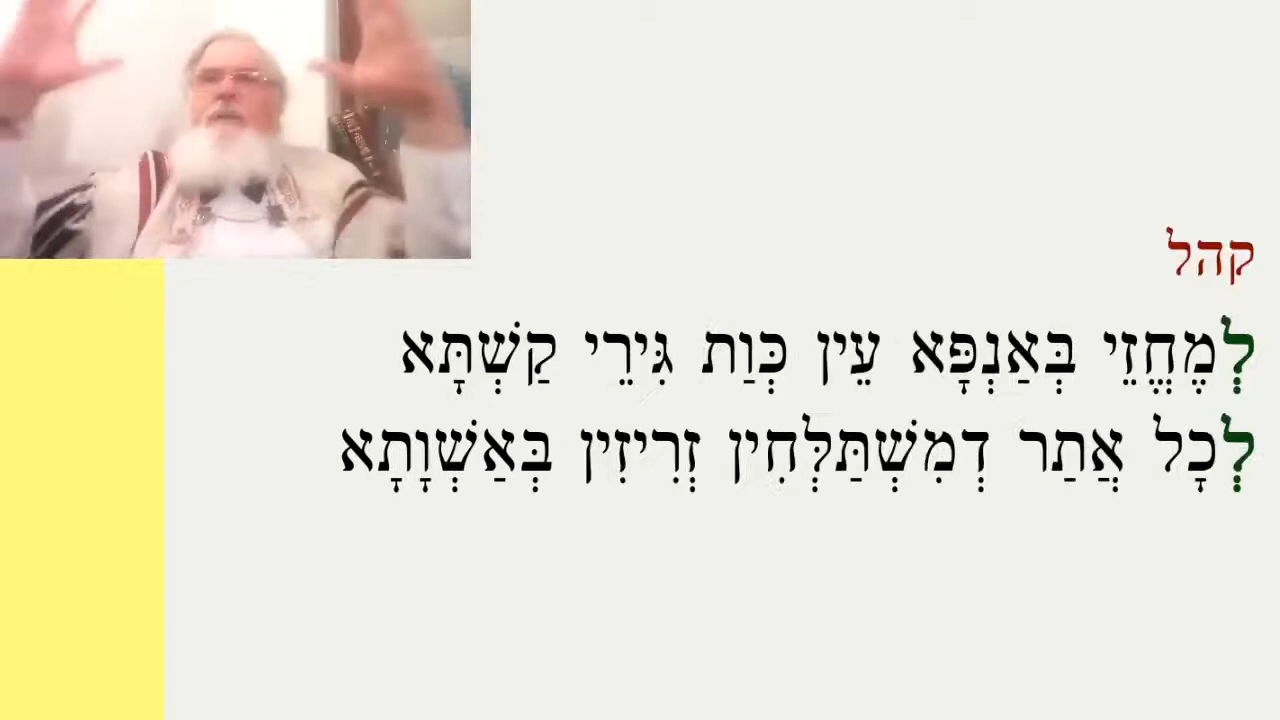 קהל
לְמֶחֱזֵי בְּאַנְפָּא עֵין כְּוַת גִּירֵי קַשְׁתָּא
לְכָל אֲתַר דְמִשְׁתַּלְּחִין זְרִיזִין בְּאַשְׁוָתָא